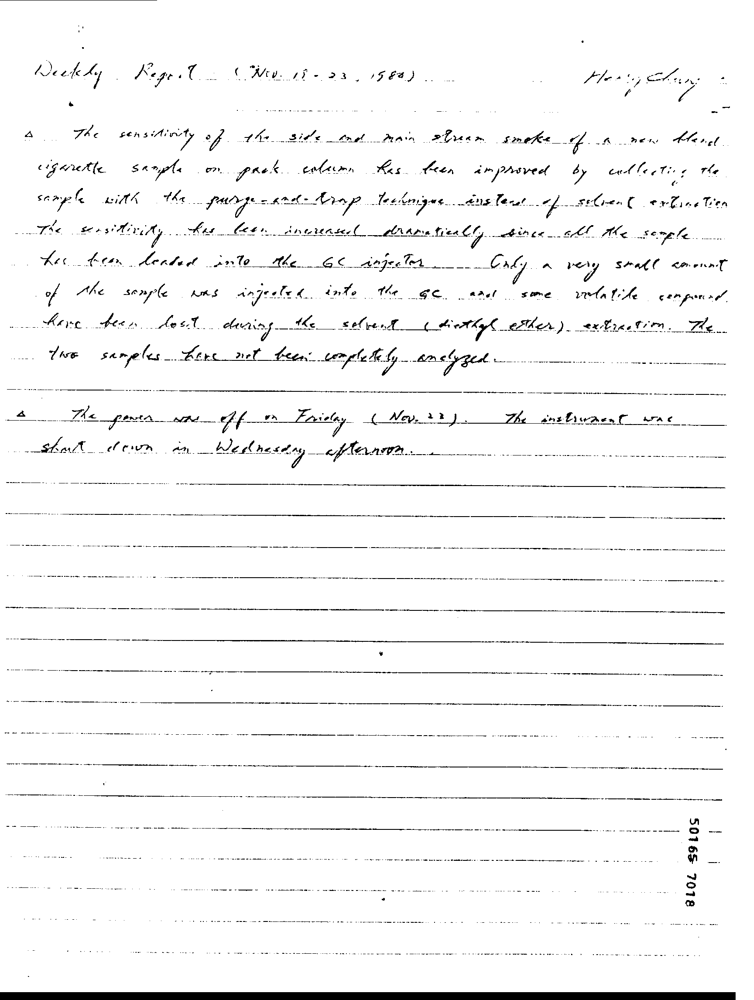 Weekly Report (Nov. 19 - 23, 1984)
Chung
△ The sensitivity of the side and main stream smoke of a new blend
cigarette sample on pack column has been improved by collecting the
sample with the purge-and-trap technique instead of solvent extraction
The sensitivity has been increased dramatically since all the sample
has been loaded into the GC injector. Only a very small amount
of the sample was injected into the GC and some volatile compound
have been lost during the solvent (diethyl ether) extraction. The
two samples have not been completely analyzed.
△ The power was off on Friday (Nov. 23). The instrument was
shut down in Wednesday afternoon.
50165 7018